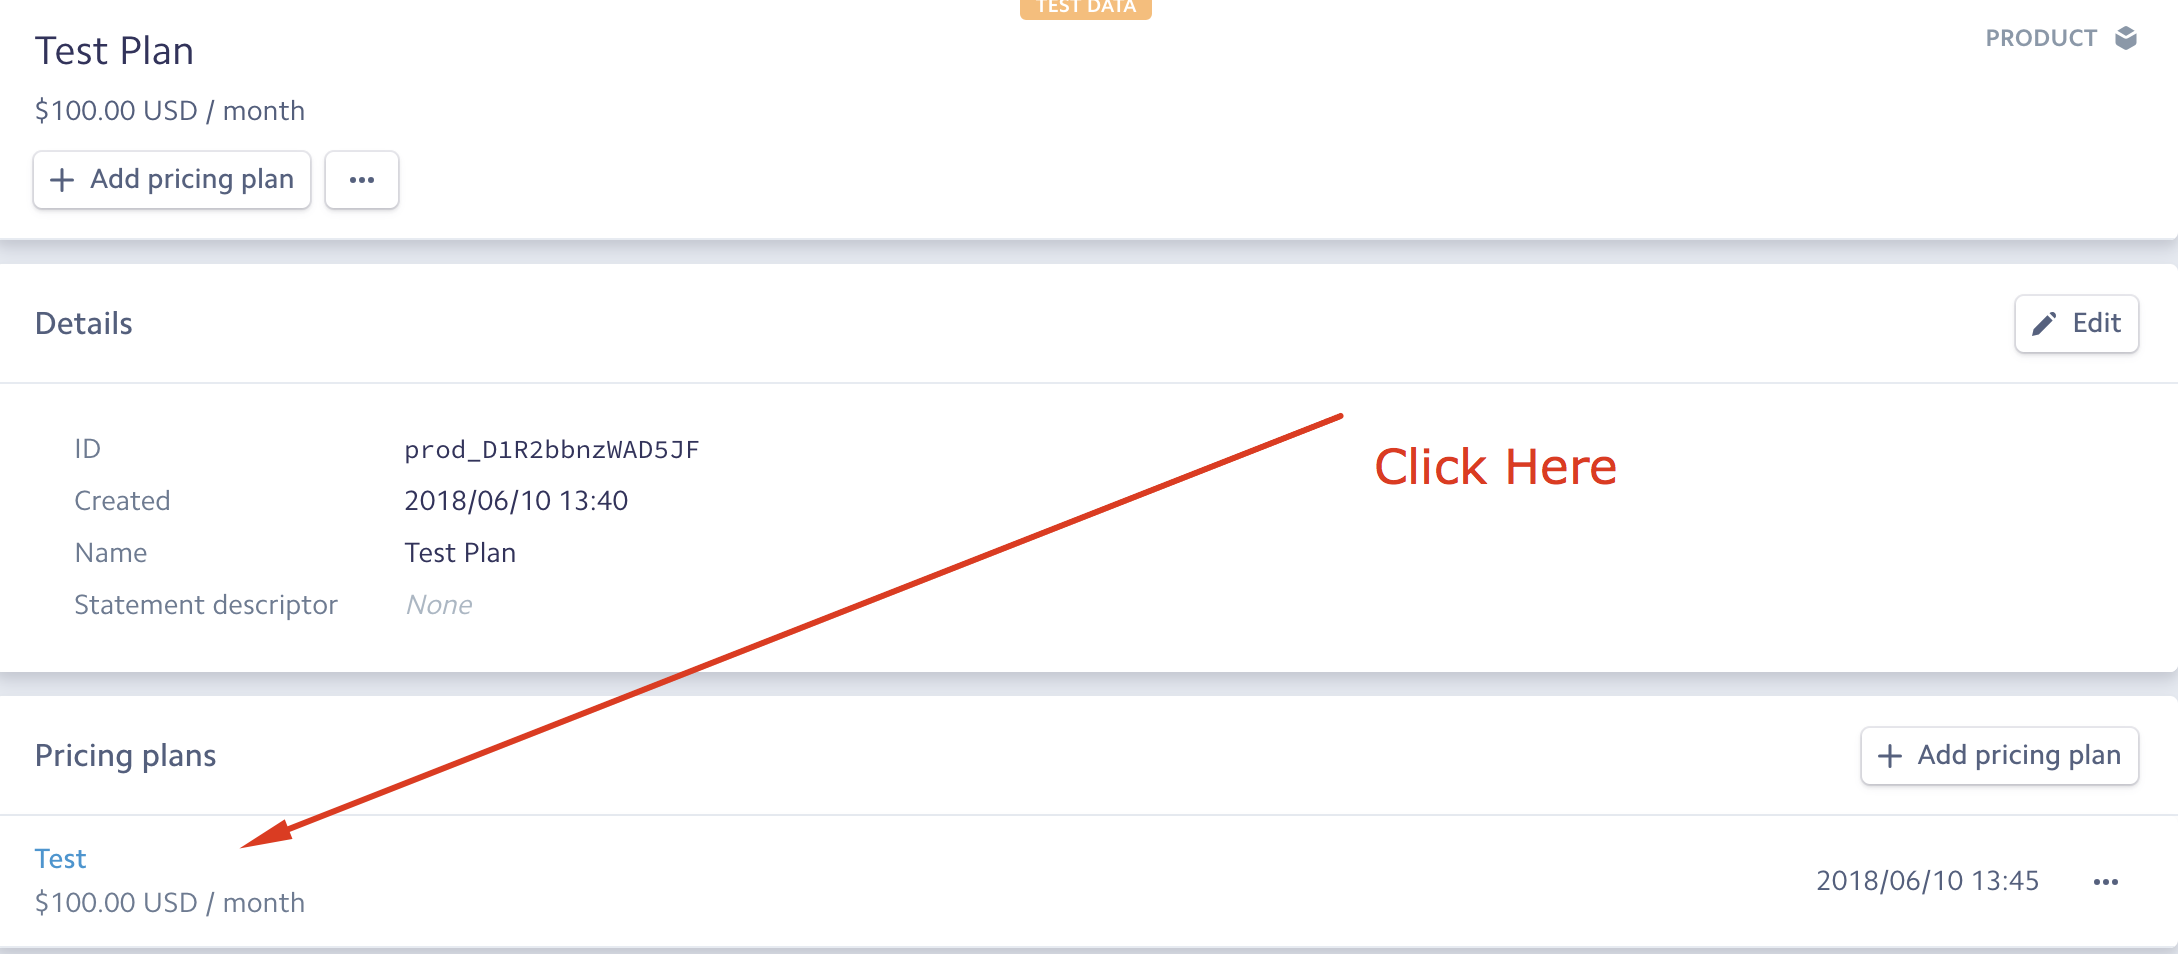 TEST DATA
Test Plan
PRODUCT
$100.00 USD / month
+ Add pricing plan
•••
Details
Edit
ID prod_D1R2bbnzWAD5JF
Created 2018/06/10 13:40
Name Test Plan
Statement descriptor None
Click Here
Pricing plans
+ Add pricing plan
Test
$100.00 USD / month
2018/06/10 13:45 •••